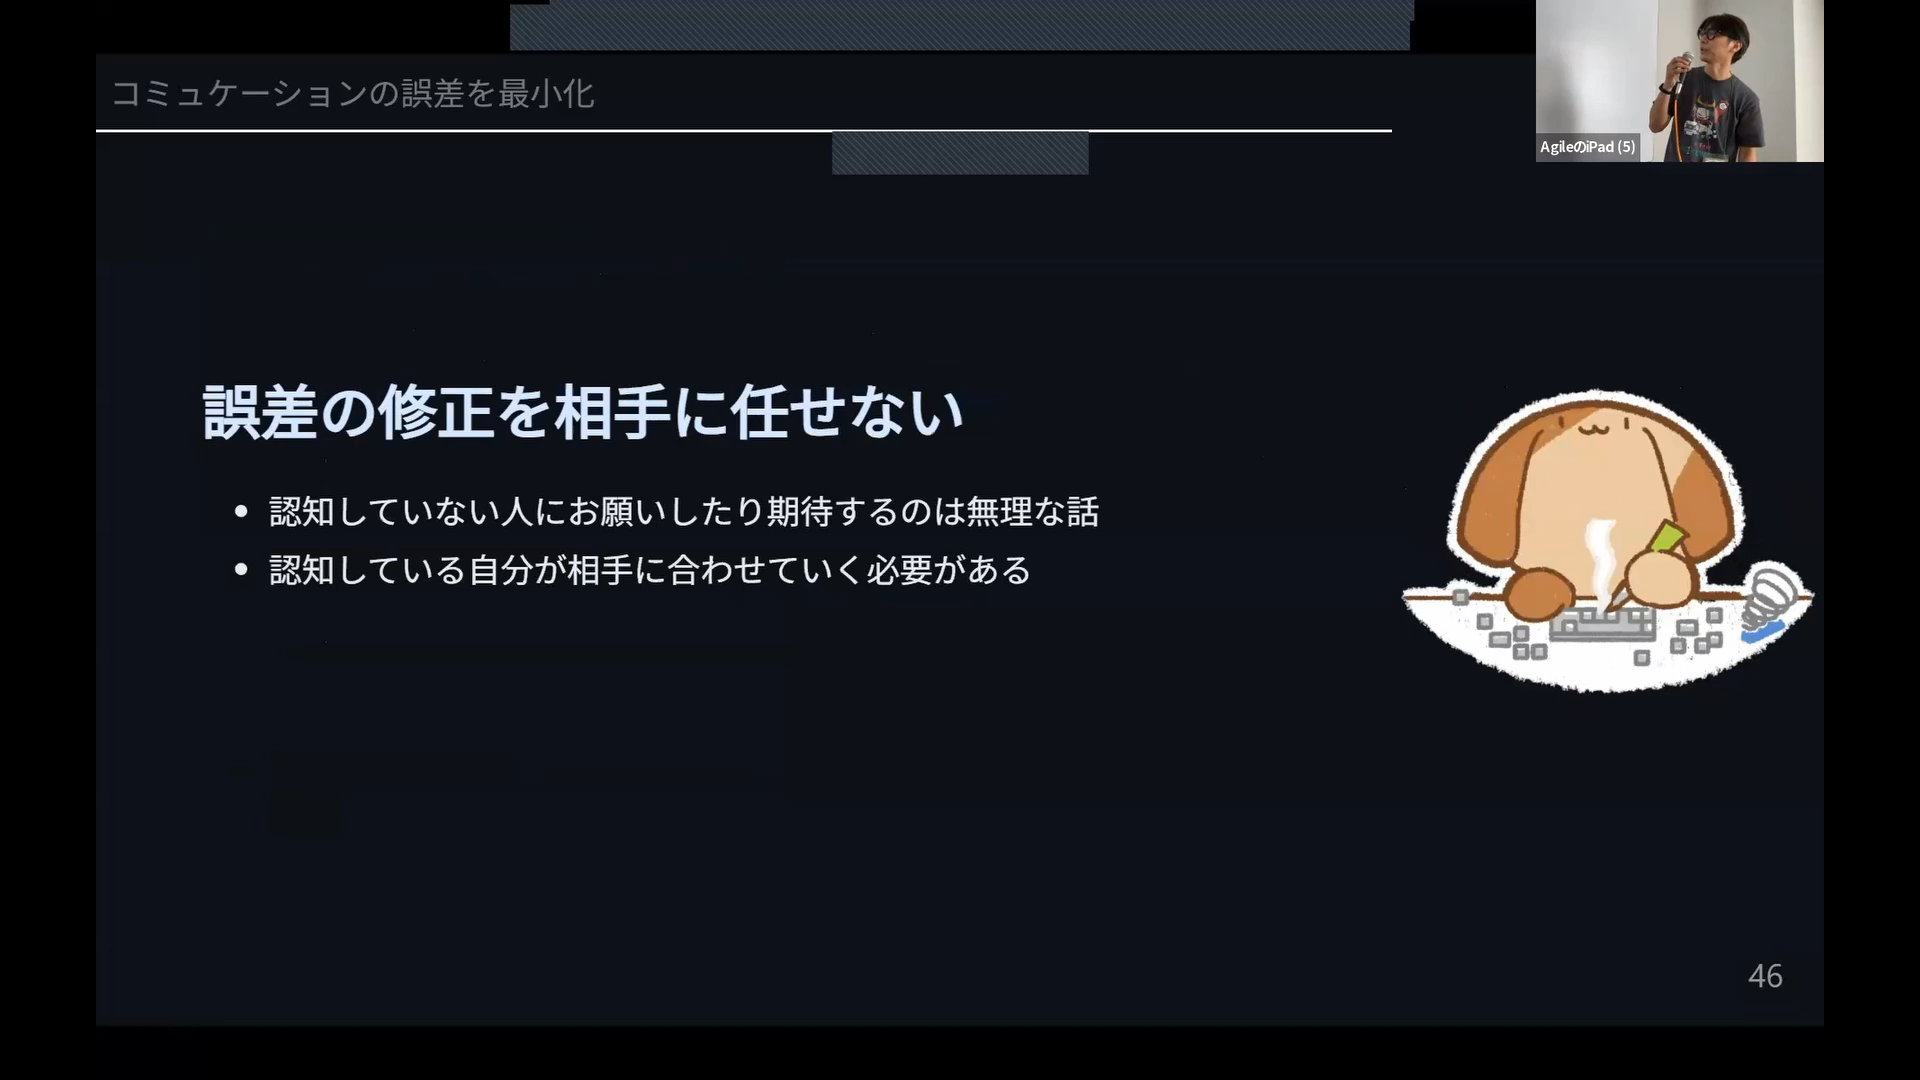 コミュケーションの誤差を最小化
AgileのiPad (5)
誤差の修正を相手に任せない
• 認知していない人にお願いしたり期待するのは無理な話
• 認知している自分が相手に合わせていく必要がある
46